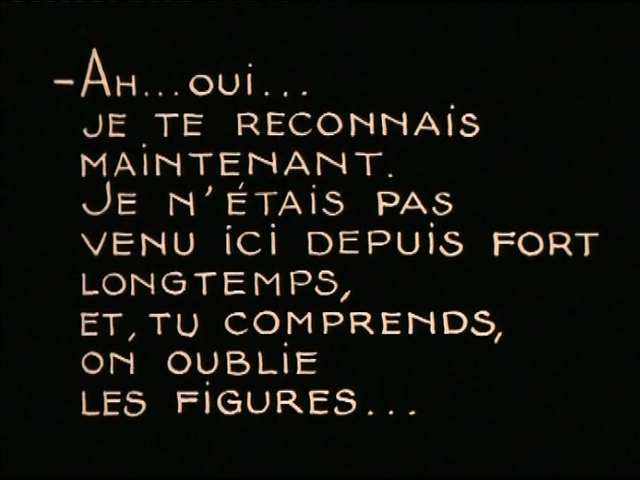 -AH...OUi...
JE TE RECONNAiS
MAiNTENANT.
JE N'ÉTAiS PAS
VENU iCi DEPUiS FORT
LONGTEMPS,
ET, TU COMPRENDS,
ON OUBLiE
LES FiGURES...